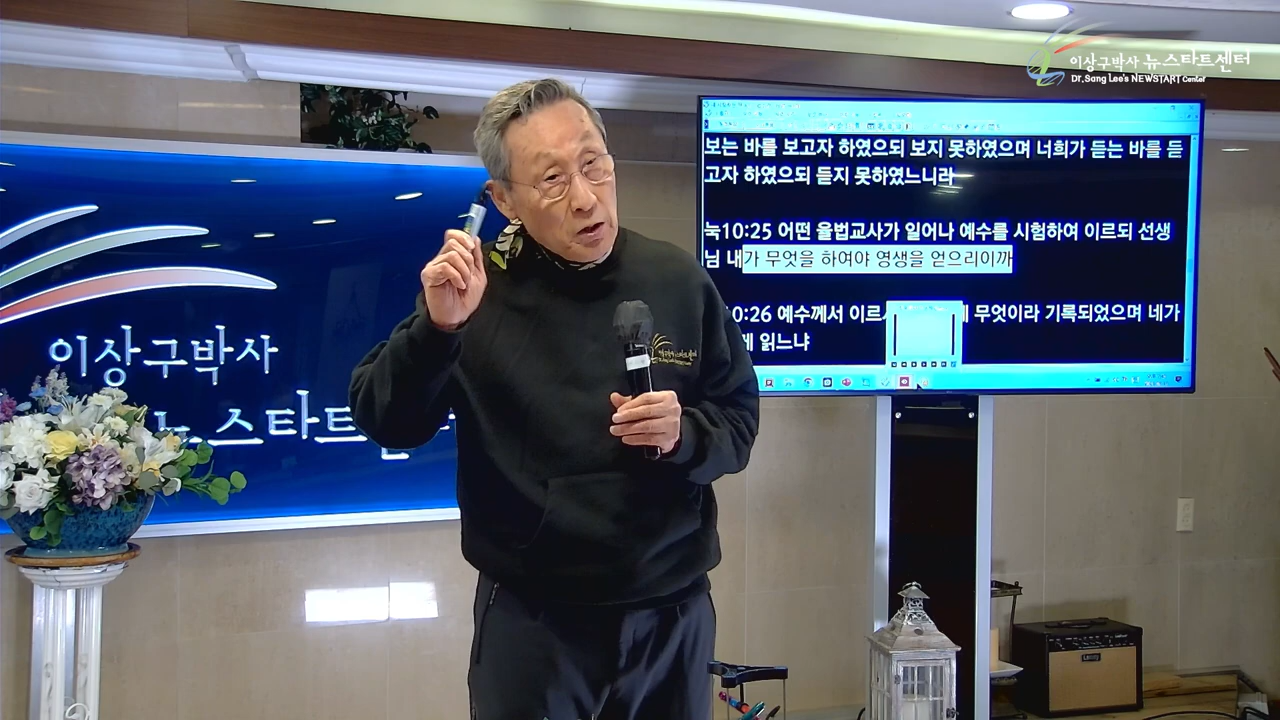 이상구박사 뉴스타트센터
Dr. Sang Lee's NEWSTART Center
보는 바를 보고자 하였으되 보지 못하였으며 너희가 듣는 바를 듣
고자 하였으되 듣지 못하였느니라
눅10:25 어떤 율법교사가 일어나 예수를 시험하여 이르되 선생
님 내가 무엇을 하여야 영생을 얻으리이까
0:26 예수께서 이르시 무엇이라 기록되었으며 네가
읽느냐
이상구박사
뉴스타트